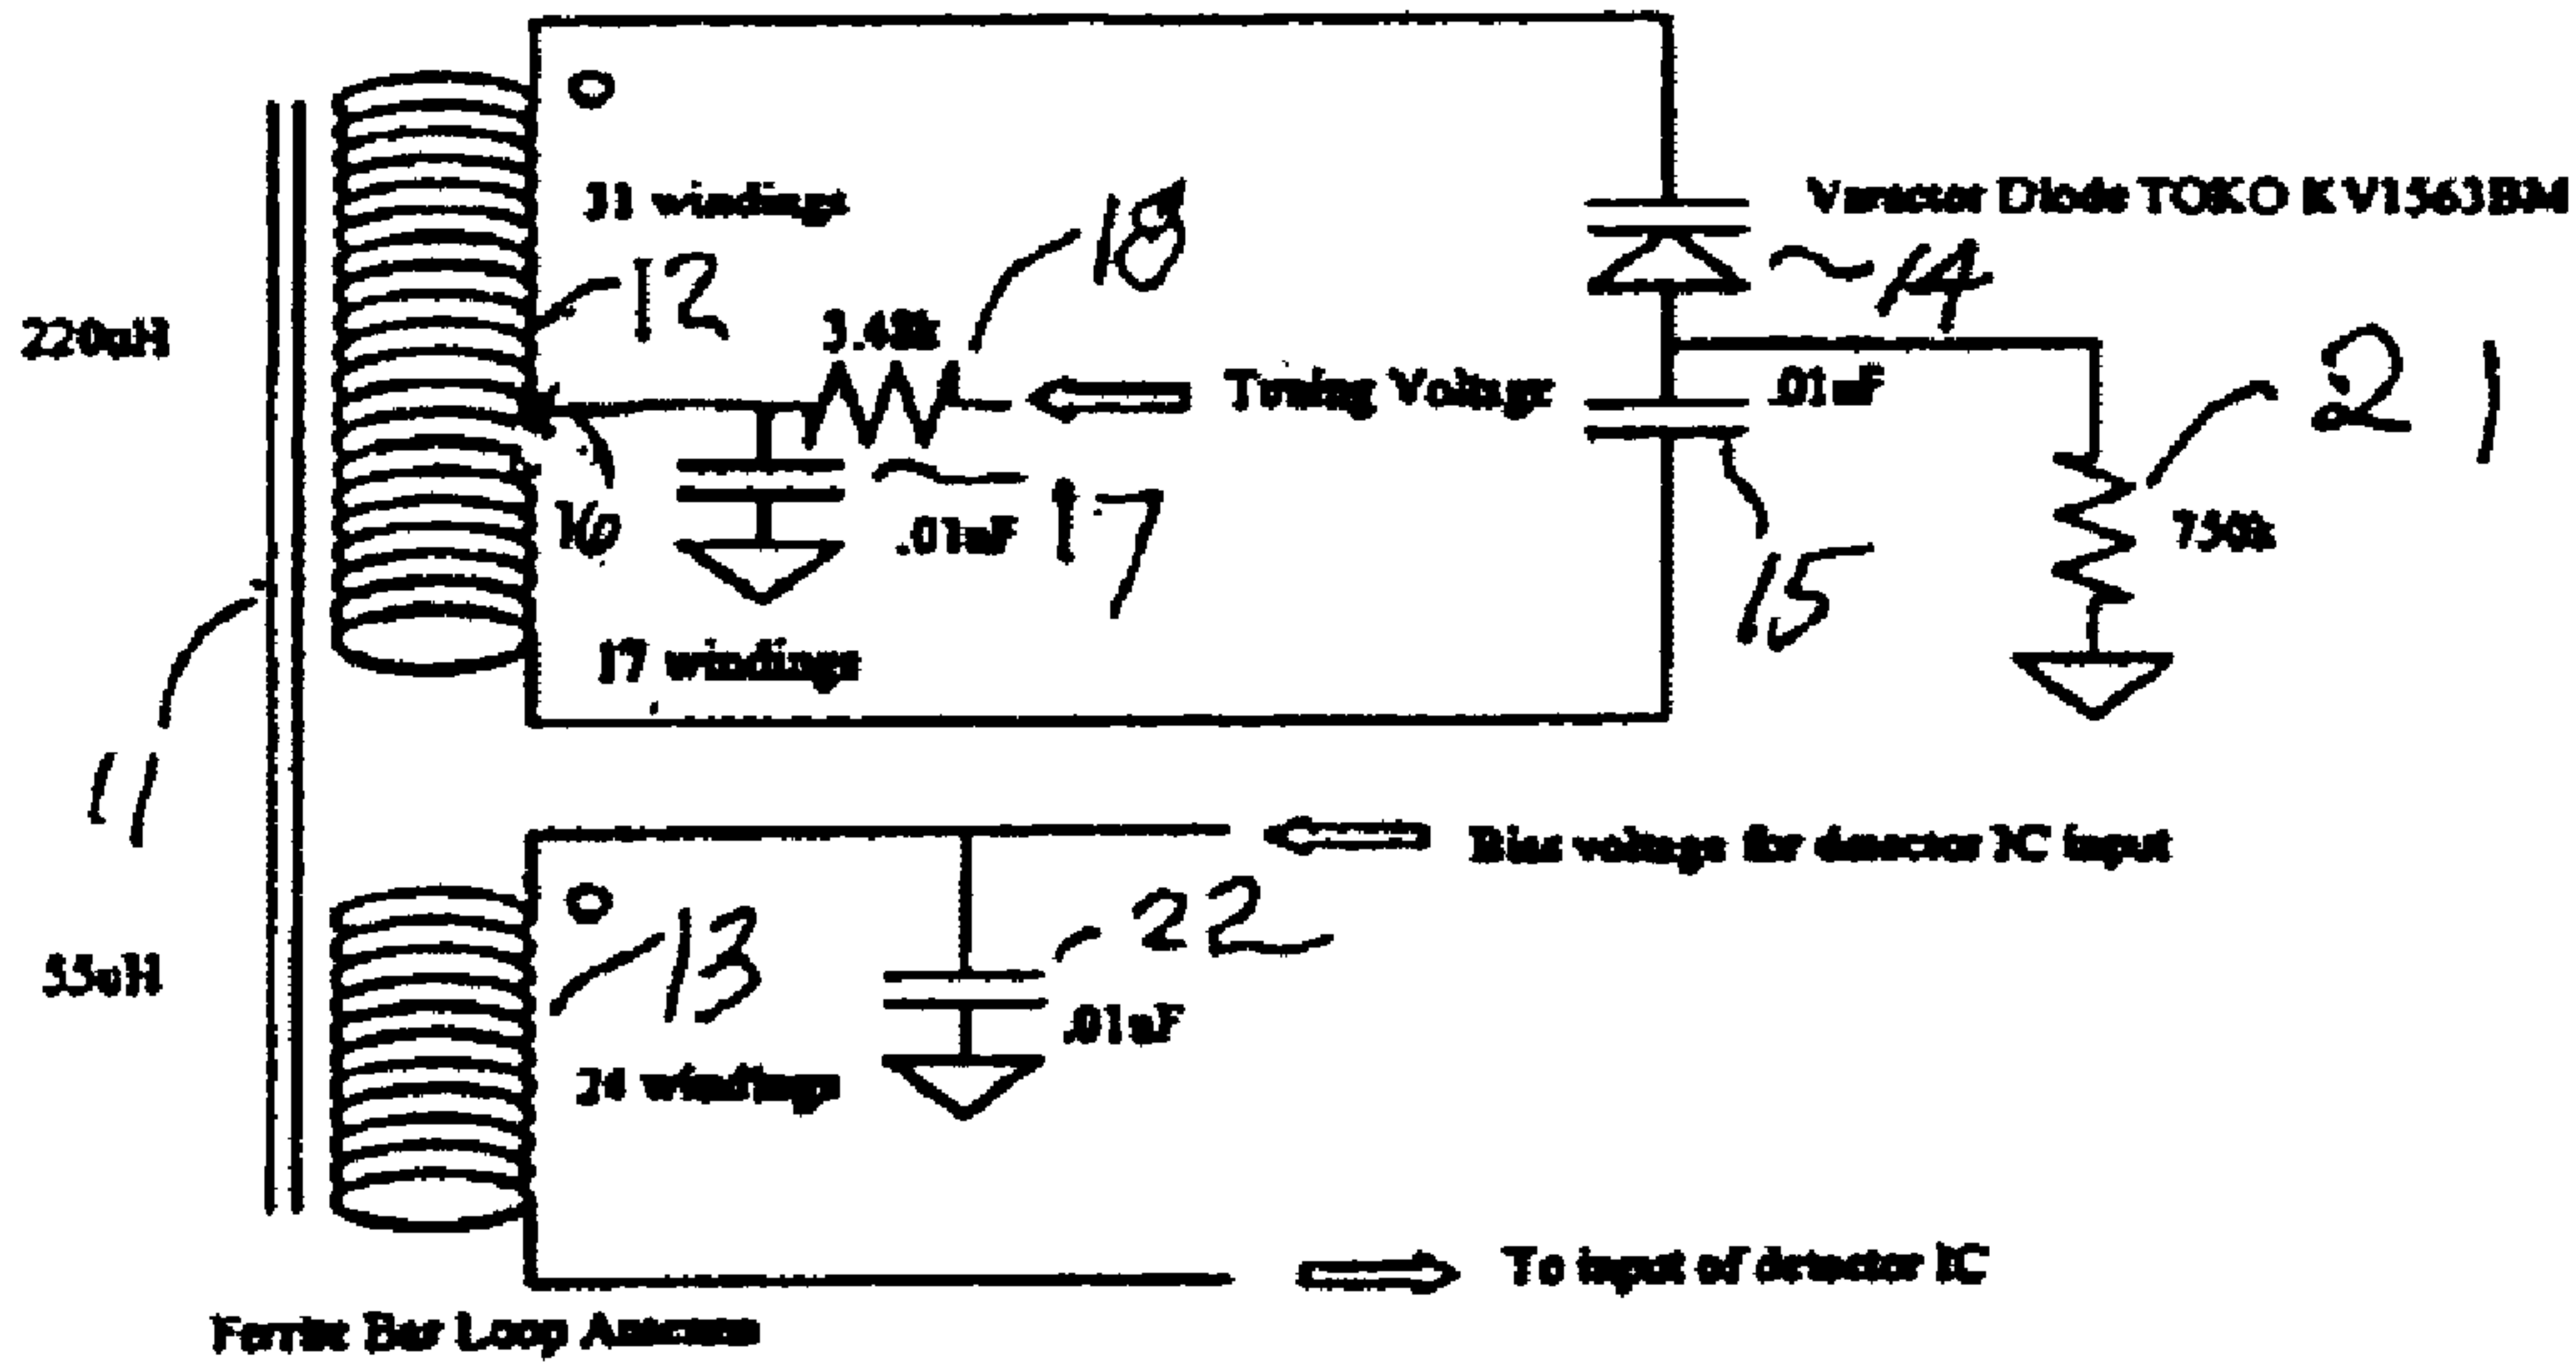 31 windings
18
Varactor Diode TOKO KV1563BM
12
14
220uH
3.48k
Tuning Voltage
.01uF
21
16
.01uF
17
750k
15
17 windings
11
Bias voltage for detector IC input
22
13
55uH
.01uF
24 windings
To input of detector IC
Ferrite Bar Loop Antenna